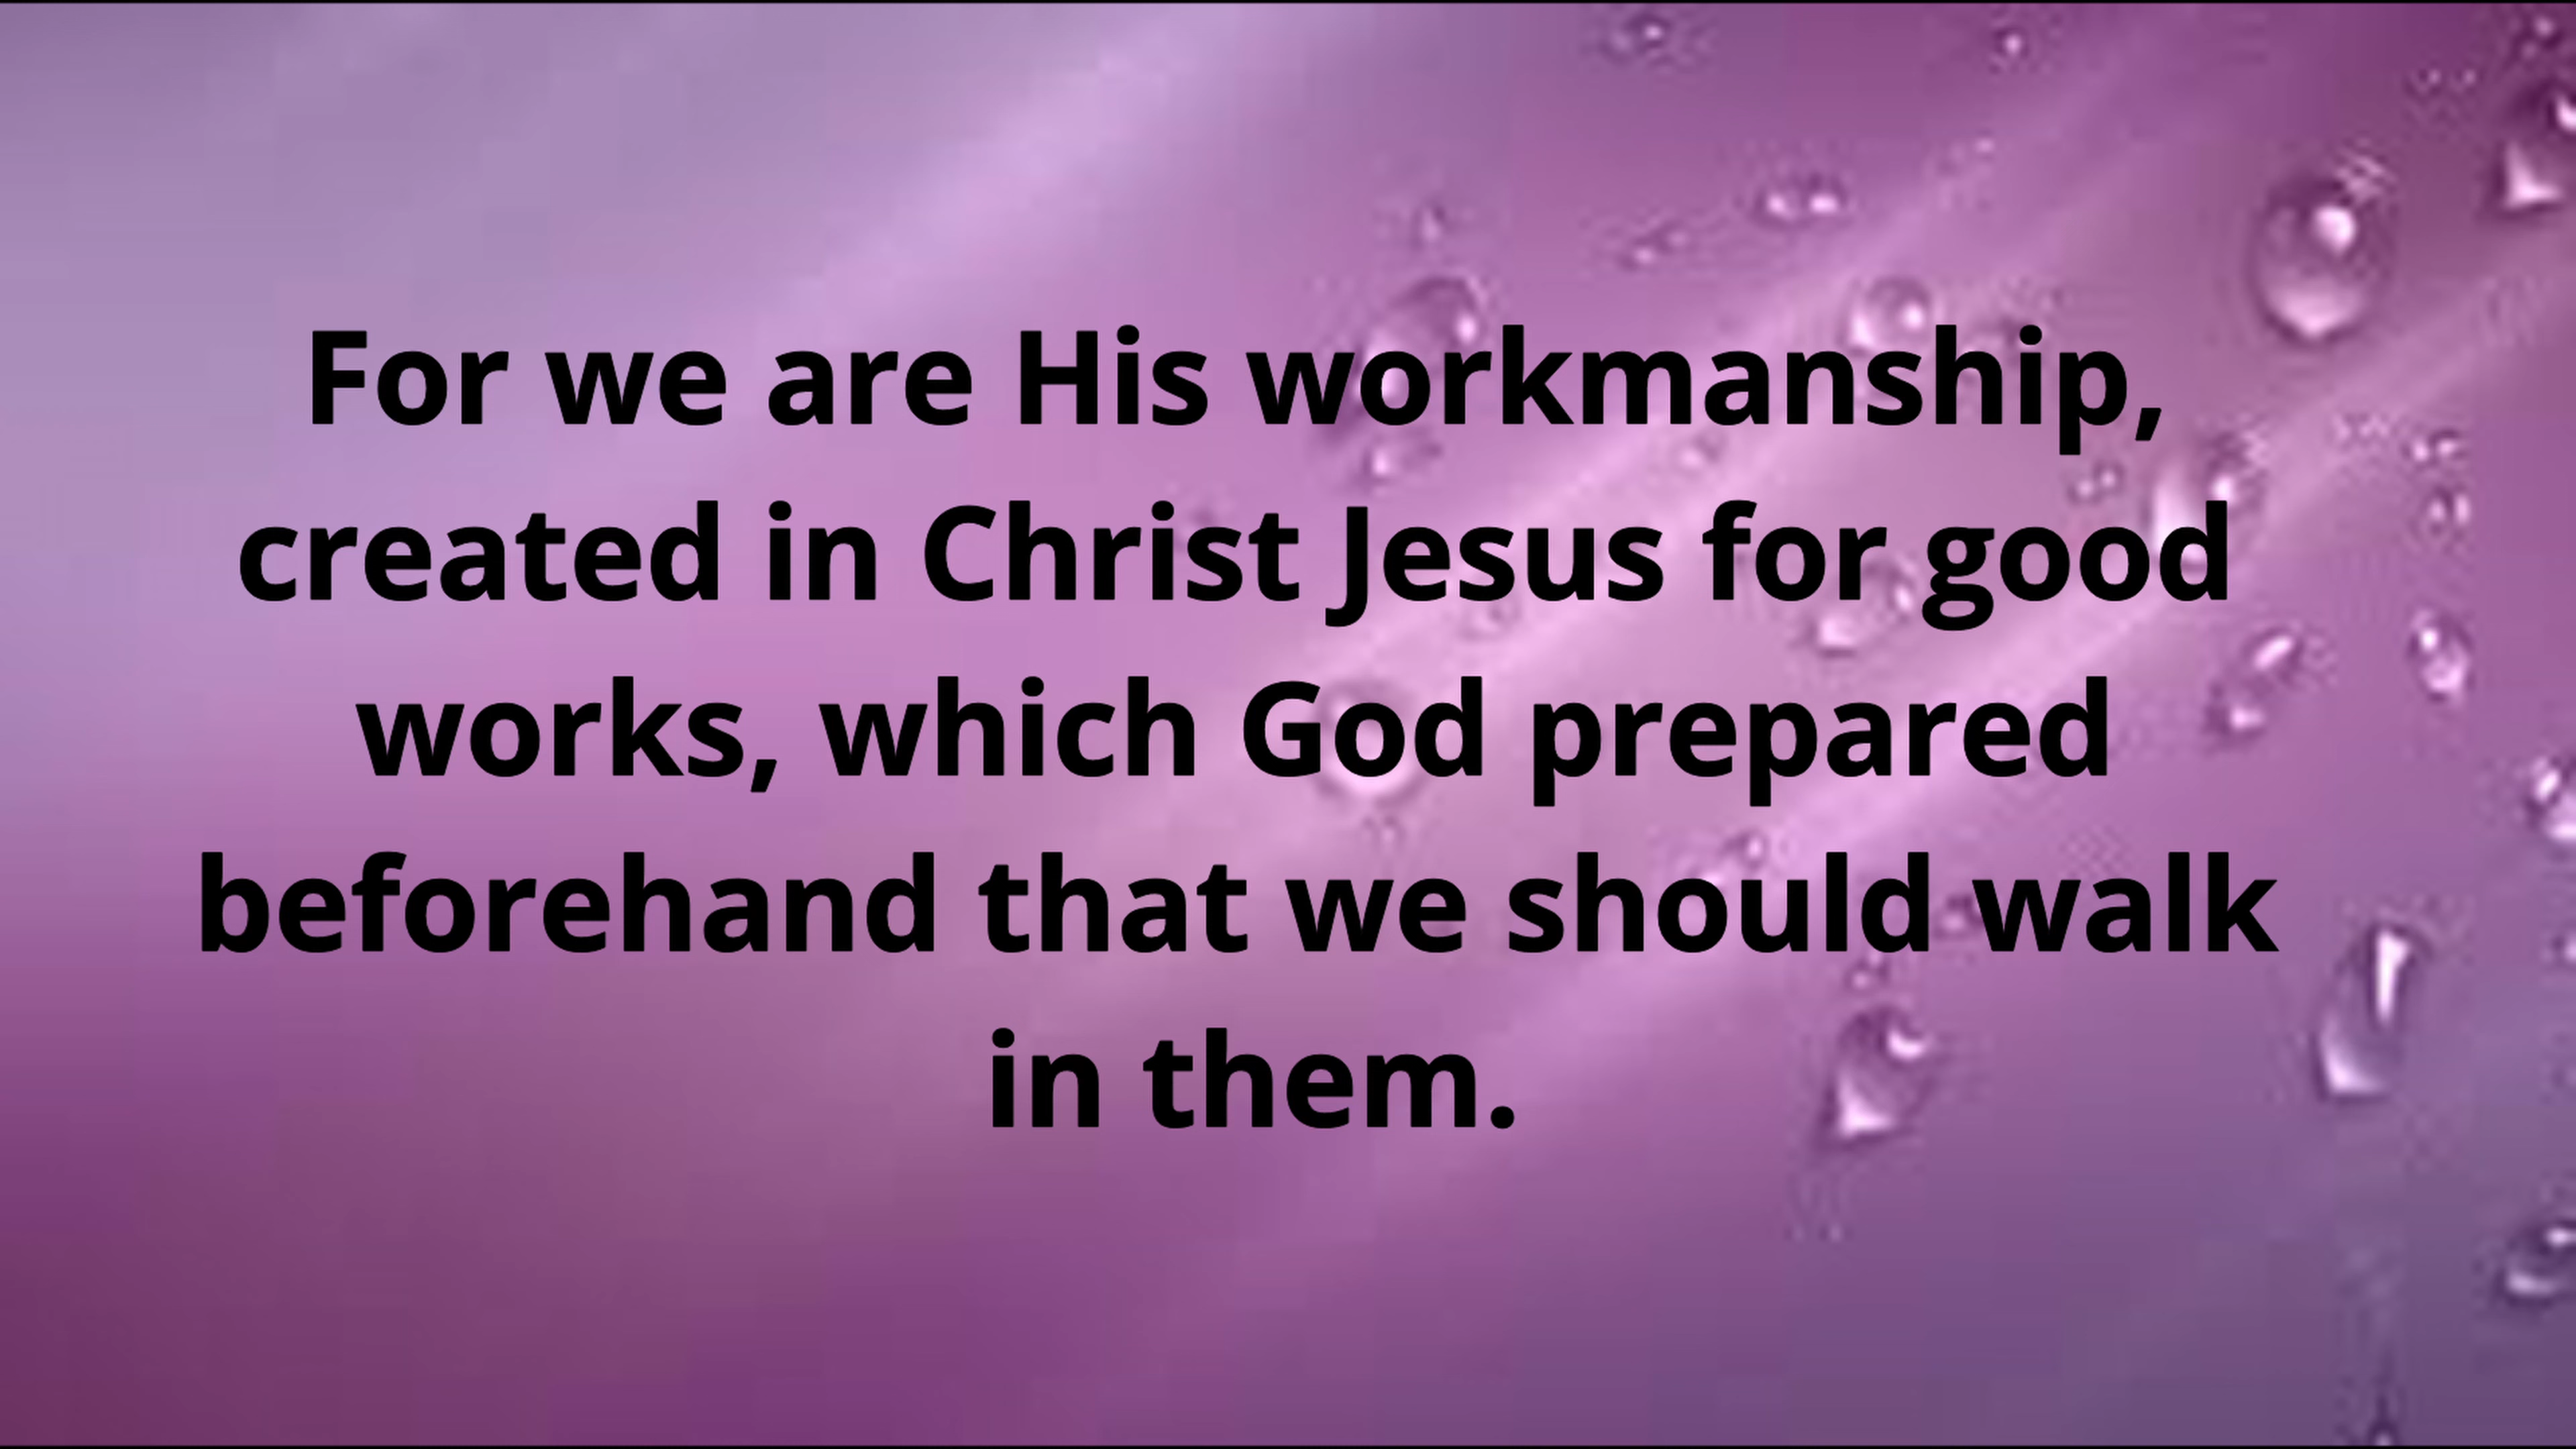 For we are His workmanship,
created in Christ Jesus for good
works, which God prepared
beforehand that we should walk
in them.